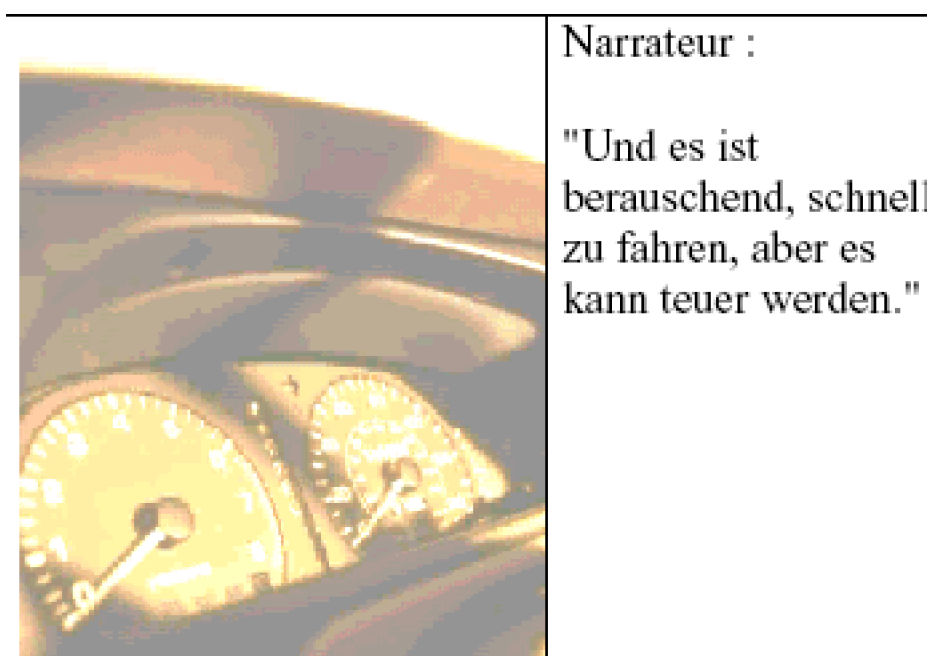 Narrateur :
"Und es ist
berauschend, schnell
zu fahren, aber es
kann teuer werden."